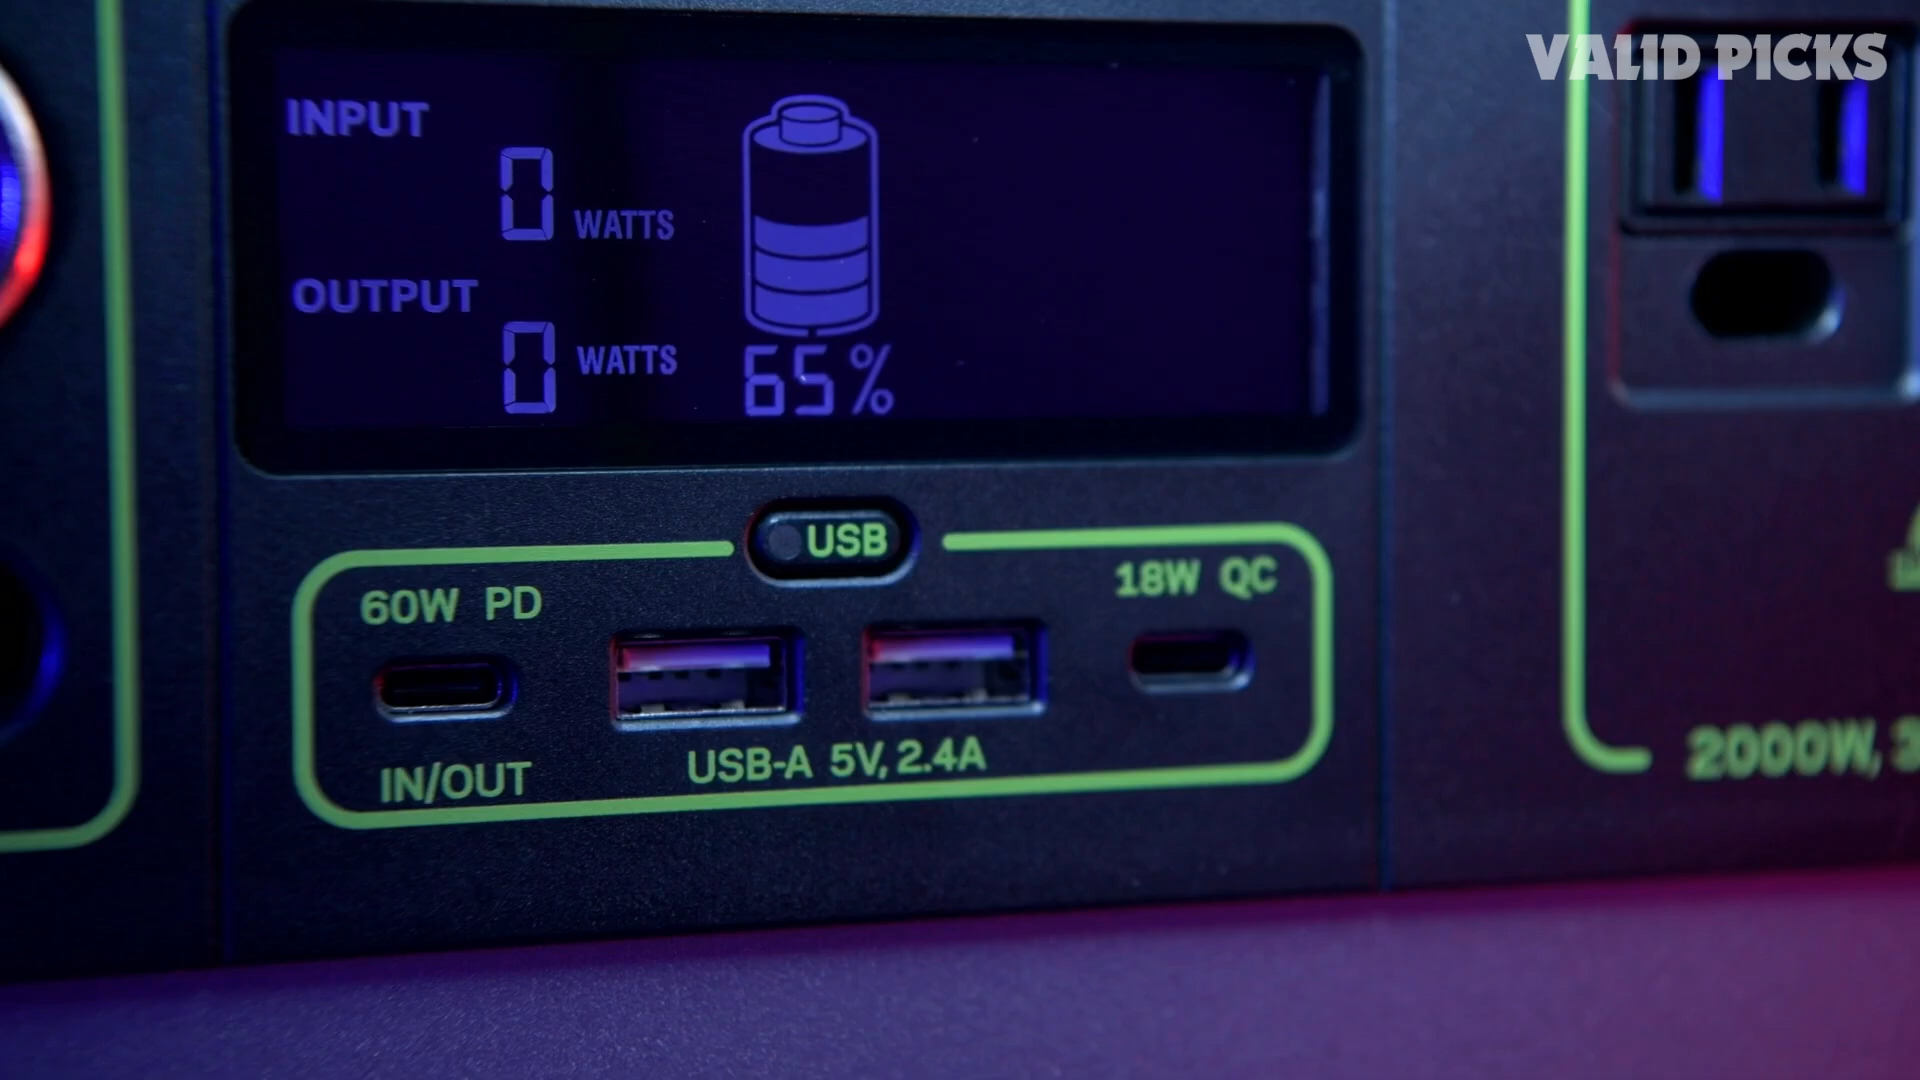 VALID PICKS
INPUT
0 WATTS
OUTPUT
0 WATTS
65%
USB
60W PD
18W QC
IN/OUT
USB-A 5V, 2.4A
2000W,